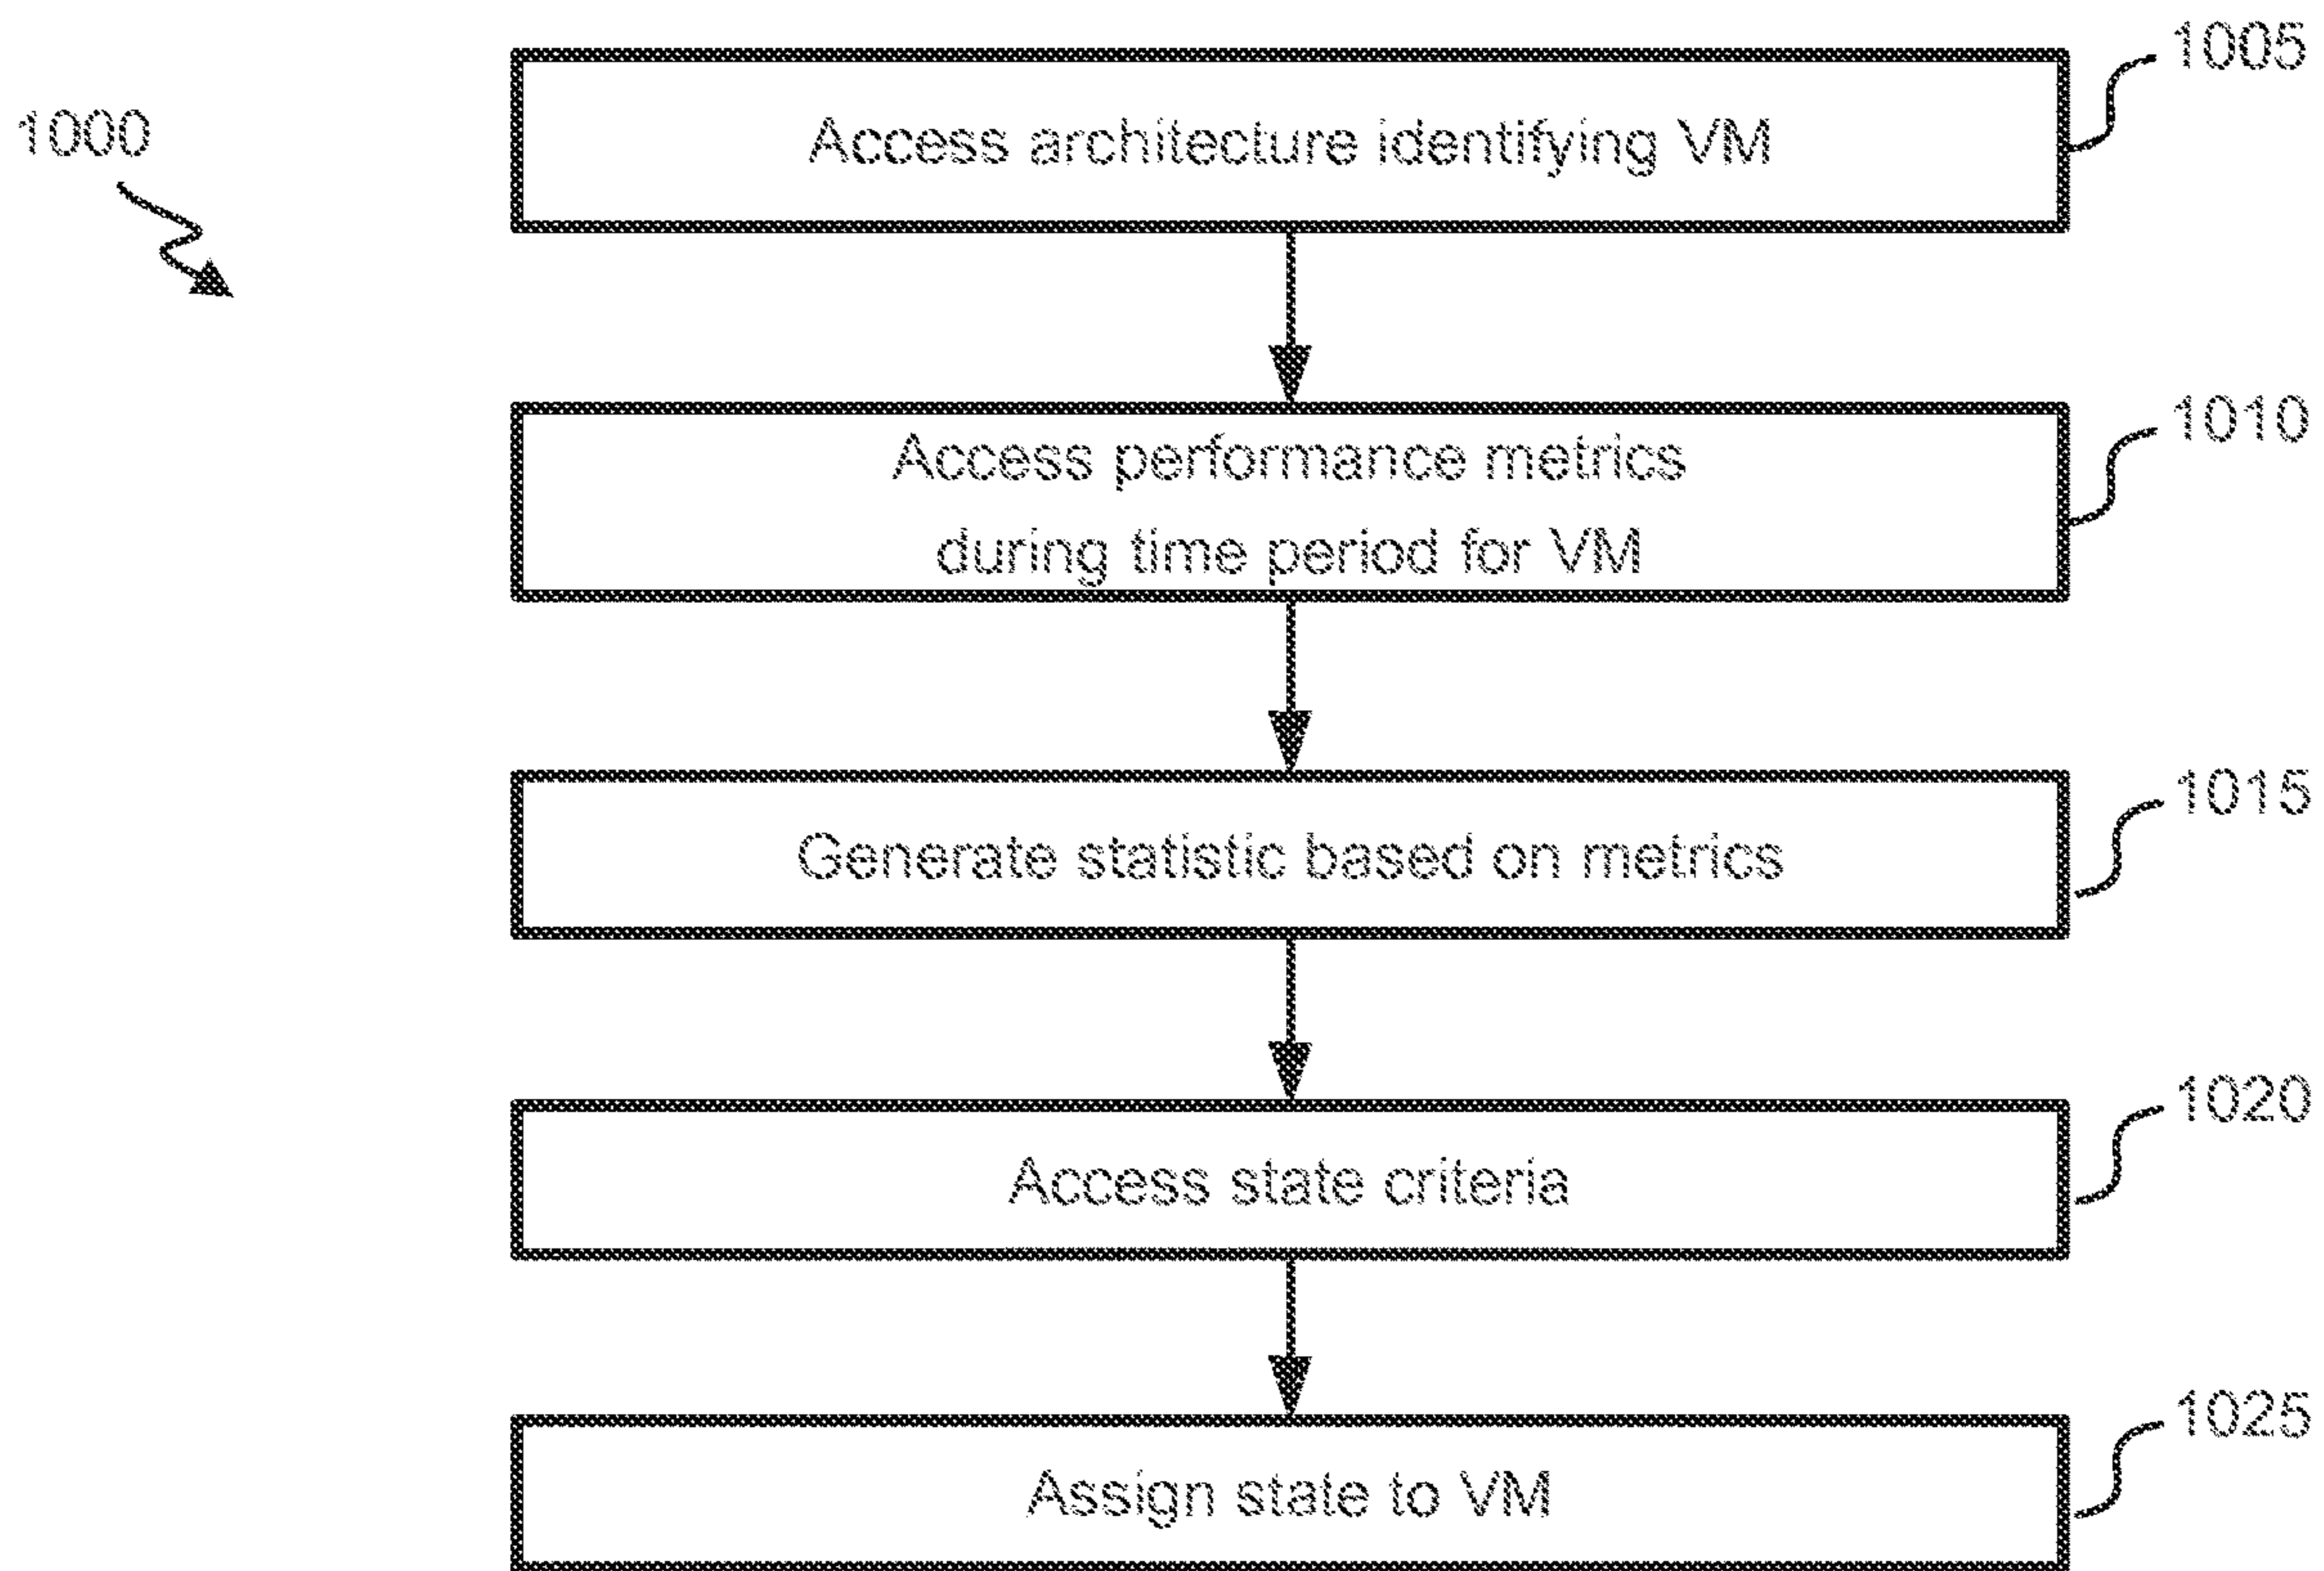 1000
Access architecture identifying VM
1005
Access performance metrics
during time period for VM
1010
Generate statistic based on metrics
1015
Access state criteria
1020
Assign state to VM
1025